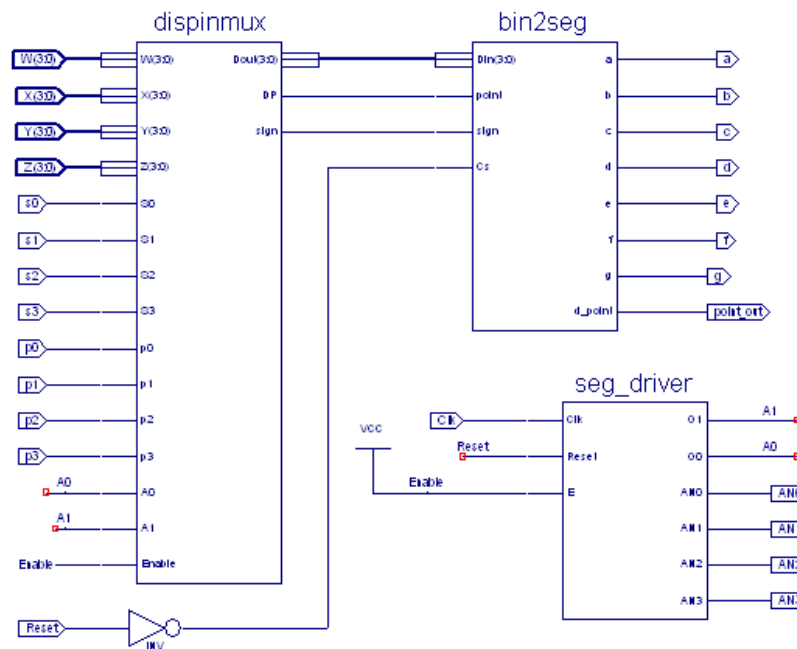 dispinmux
bin2seg
W(3:0) W(3:0) Dout(3:0) Din(3:0) a a
X(3:0) X(3:0) DP point b b
Y(3:0) Y(3:0) sign sign c c
Z(3:0) Z(3:0) Cs d d
s0 S0 e e
s1 S1 f f
s2 S2 g g
s3 S3 d_point point_out
p0 p0
p1 p1
p2 p2
p3 p3
A0 A0
A1 A1
Enable Enable
Reset INV
seg_driver
VCC
Clk Clk O1 A1
Reset Reset O0 A0
Enable E AN0
AN1 AN1
AN2 AN2
AN3 AN3